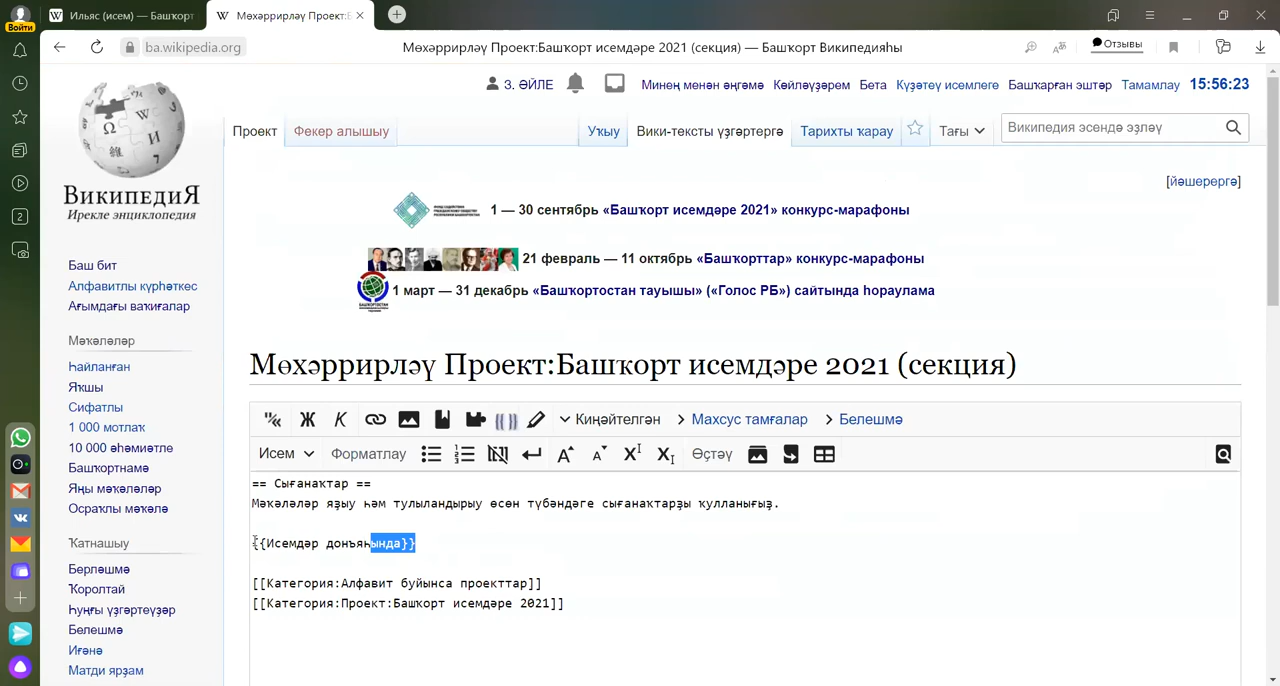 Войти
Ильяс (исем) — Башҡорт
Мөхәррирләү Проект:Б
ba.wikipedia.org
Мөхәррирләү Проект:Башҡорт исемдәре 2021 (секция) — Башҡорт Википедияһы
Отзывы
З. ӘЙЛЕ
Минең менән әңгәмә
Көйләүҙәрем
Бета
Күҙәтеү исемлеге
Башҡарған эштәр
Тамамлау
15:56:23
Проект
Фекер алышыу
Уҡыу
Вики-тексты үҙгәртергә
Тарихты ҡарау
Тағы
Википедия эсендә эҙләү
ВикипедиЯ
Ирекле энциклопедия
[йәшерергә]
1 — 30 сентябрь «Башҡорт исемдәре 2021» конкурс-марафоны
21 февраль — 11 октябрь «Башҡорттар» конкурс-марафоны
1 март — 31 декабрь «Башҡортостан тауышы» («Голос РБ») сайтында һораулама
Баш бит
Алфавитлы күрһәткес
Ағымдағы ваҡиғалар
Мәҡәләләр
Һайланған
Яҡшы
Сифатлы
1 000 мотлаҡ
10 000 әһәмиәтле
Башҡортнамә
Яңы мәҡәләләр
Осраҡлы мәҡәлә
Ҡатнашыу
Берләшмә
Ҡоролтай
Һуңғы үҙгәртеүҙәр
Белешмә
Иғәнә
Матди ярҙам
Мөхәррирләү Проект:Башҡорт исемдәре 2021 (секция)
Ж К
Киңәйтелгән
Махсус тамғалар
Белешмә
Исем
Форматлау
Өҫтәү
== Сығанаҡтар ==
Мәҡәләләр яҙыу һәм тулыландырыу өсөн түбәндәге сығанаҡтарҙы ҡулланығыҙ.
{{Исемдәр донъяһында}}
[[Категория:Алфавит буйынса проекттар]]
[[Категория:Проект:Башҡорт исемдәре 2021]]